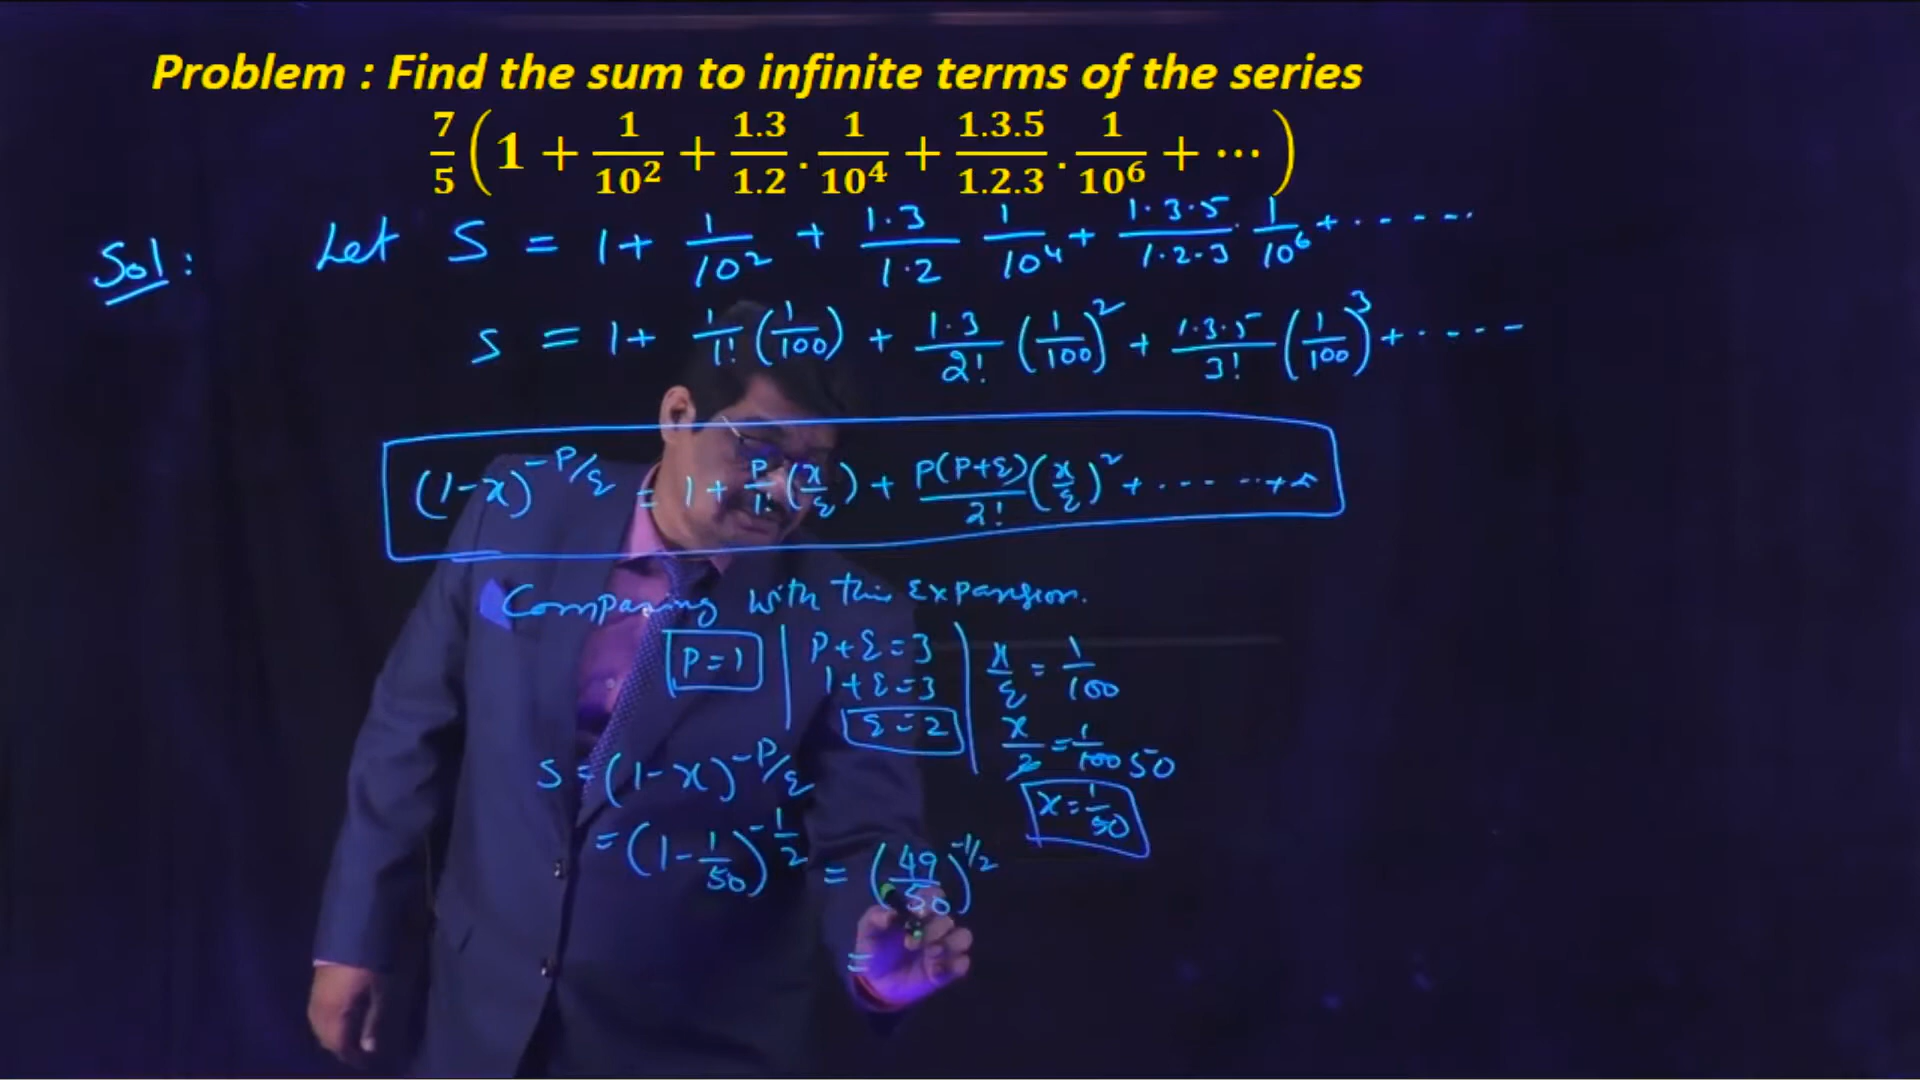 Problem : Find the sum to infinite terms of the series
7/5 (1 + 1/10² + 1.3/1.2 . 1/10⁴ + 1.3.5/1.2.3 . 1/10⁶ + ⋯)
Sol: Let S = 1 + 1/10² + 1·3/1·2 1/10⁴ + 1·3·5/1·2·3 · 1/10⁶ + ······
S = 1 + 1/1! (1/100) + 1·3/2! (1/100)² + 1·3·5/3! (1/100)³ + ·····
(1-x)^(-P/q) = 1 + P/1! (x/q) + P(P+q)/2! (x/q)² + ······ +∞
Comparing with this Expansion.
P=1 | P+q=3 | x/q = 1/100
1+q=3
q=2
x/2 = 1/100 50
x = 1/50
S = (1-x)^(-P/q)
= (1 - 1/50)^(-1/2) = (49/50)^(-1/2)
=